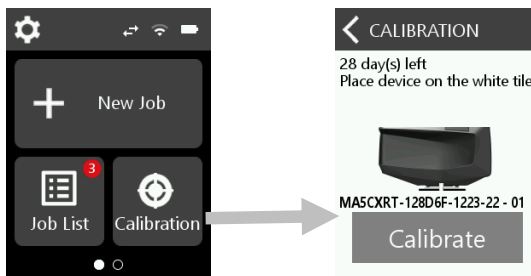 New Job
3
Job List
Calibration
CALIBRATION
28 day(s) left
Place device on the white tile
MA5CXRT-128D6F-1223-22 - 01
Calibrate